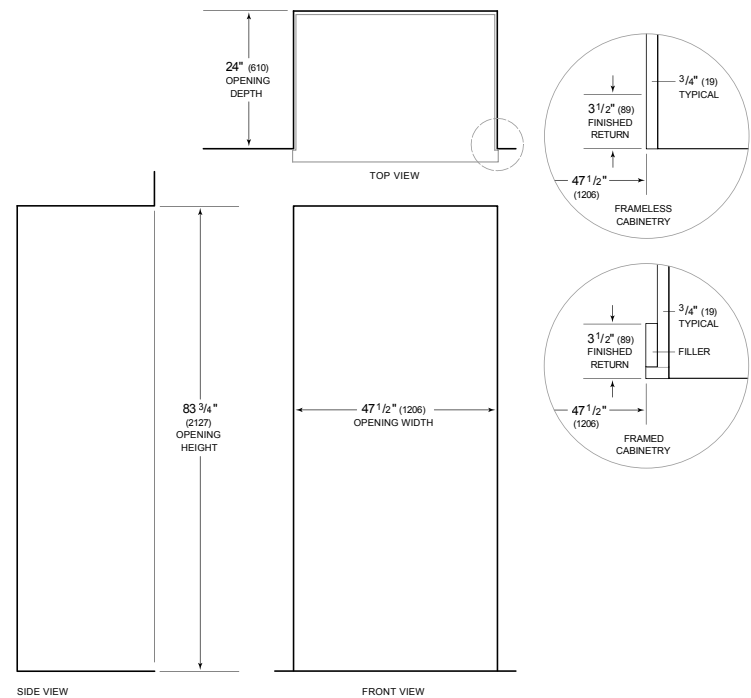 24" (610)
OPENING
DEPTH
TOP VIEW
3/4" (19)
TYPICAL
3 1/2" (89)
FINISHED
RETURN
47 1/2"
(1206)
FRAMELESS
CABINETRY
3/4" (19)
TYPICAL
3 1/2" (89)
FINISHED
RETURN
FILLER
47 1/2"
(1206)
FRAMED
CABINETRY
83 3/4"
(2127)
OPENING
HEIGHT
47 1/2" (1206)
OPENING WIDTH
SIDE VIEW
FRONT VIEW